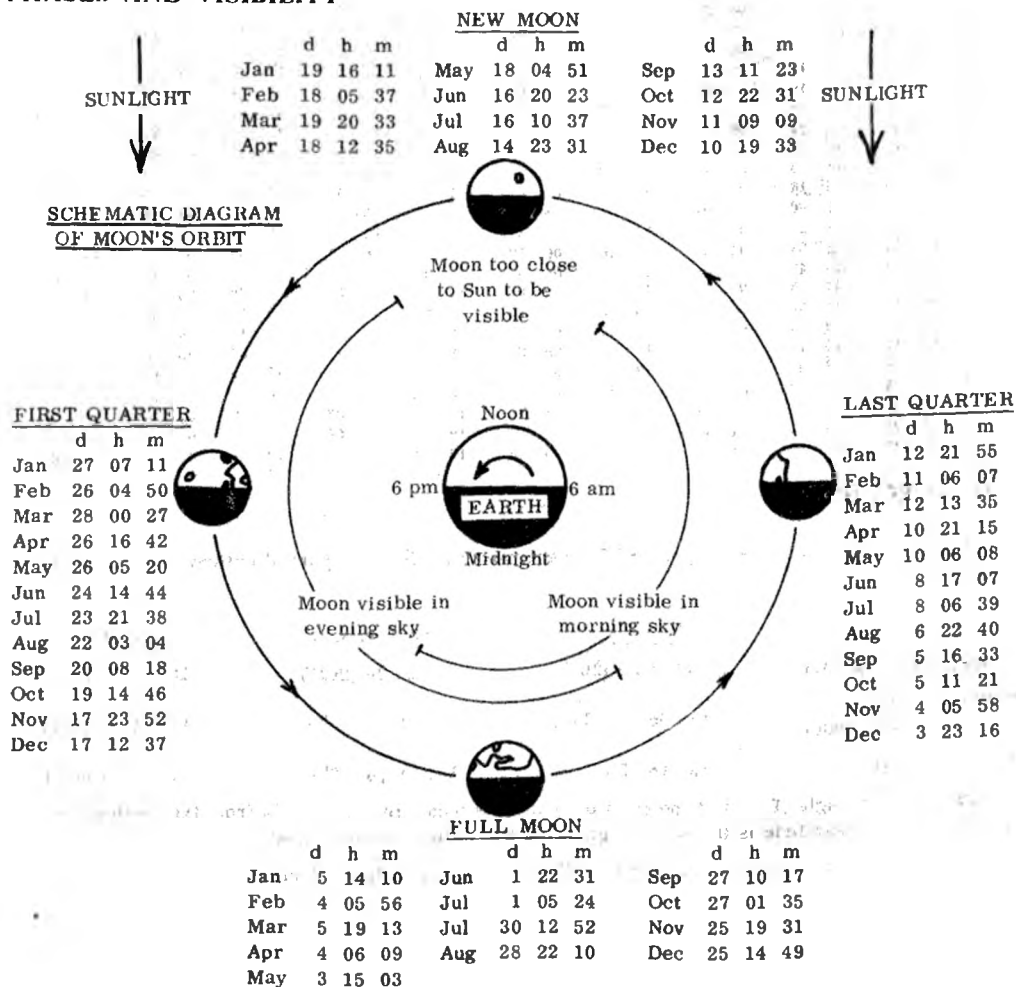 NEW MOON
d h m d h m d h m
Jan 19 16 11 May 18 04 51 Sep 13 11 23
Feb 18 05 37 Jun 16 20 23 Oct 12 22 31
Mar 19 20 33 Jul 16 10 37 Nov 11 09 09
Apr 18 12 35 Aug 14 23 31 Dec 10 19 33
SUNLIGHT
SUNLIGHT
SCHEMATIC DIAGRAM
OF MOON'S ORBIT
Moon too close
to Sun to be
visible
FIRST QUARTER
d h m
Jan 27 07 11
Feb 26 04 50
Mar 28 00 27
Apr 26 16 42
May 26 05 20
Jun 24 14 44
Jul 23 21 38
Aug 22 03 04
Sep 20 08 18
Oct 19 14 46
Nov 17 23 52
Dec 17 12 37
Noon
6 pm
EARTH
6 am
Midnight
Moon visible in
evening sky
Moon visible in
morning sky
LAST QUARTER
d h m
Jan 12 21 55
Feb 11 06 07
Mar 12 13 35
Apr 10 21 15
May 10 06 08
Jun 8 17 07
Jul 8 06 39
Aug 6 22 40
Sep 5 16 33
Oct 5 11 21
Nov 4 05 58
Dec 3 23 16
FULL MOON
d h m d h m d h m
Jan 5 14 10 Jun 1 22 31 Sep 27 10 17
Feb 4 05 56 Jul 1 05 24 Oct 27 01 35
Mar 5 19 13 Jul 30 12 52 Nov 25 19 31
Apr 4 06 09 Aug 28 22 10 Dec 25 14 49
May 3 15 03